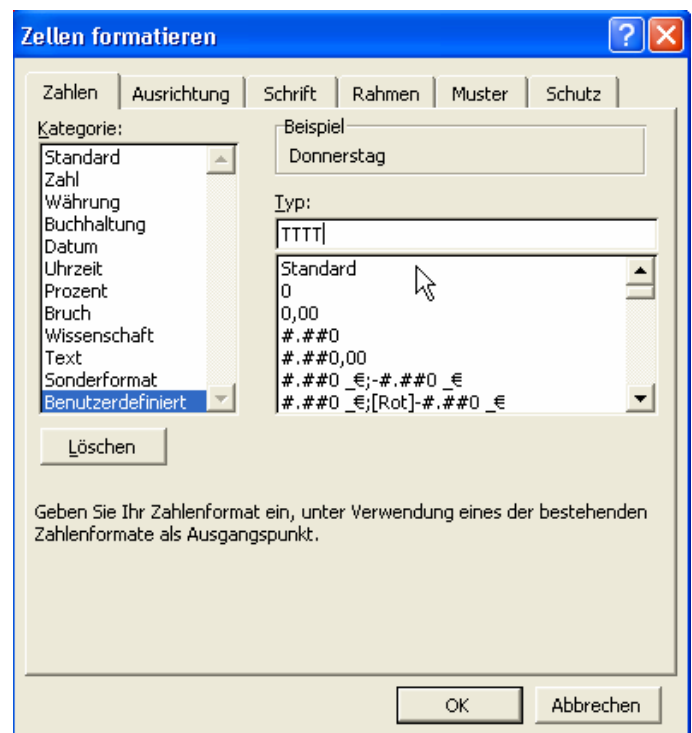 Zellen formatieren
Zahlen Ausrichtung Schrift Rahmen Muster Schutz
Kategorie:
Standard
Zahl
Währung
Buchhaltung
Datum
Uhrzeit
Prozent
Bruch
Wissenschaft
Text
Sonderformat
Benutzerdefiniert
Beispiel
Donnerstag
Typ:
TTTT
Standard
0
0,00
#.##0
#.##0,00
#.##0 _€;-#.##0 _€
#.##0 _€;[Rot]-#.##0 _€
Löschen
Geben Sie Ihr Zahlenformat ein, unter Verwendung eines der bestehenden
Zahlenformate als Ausgangspunkt.
OK Abbrechen